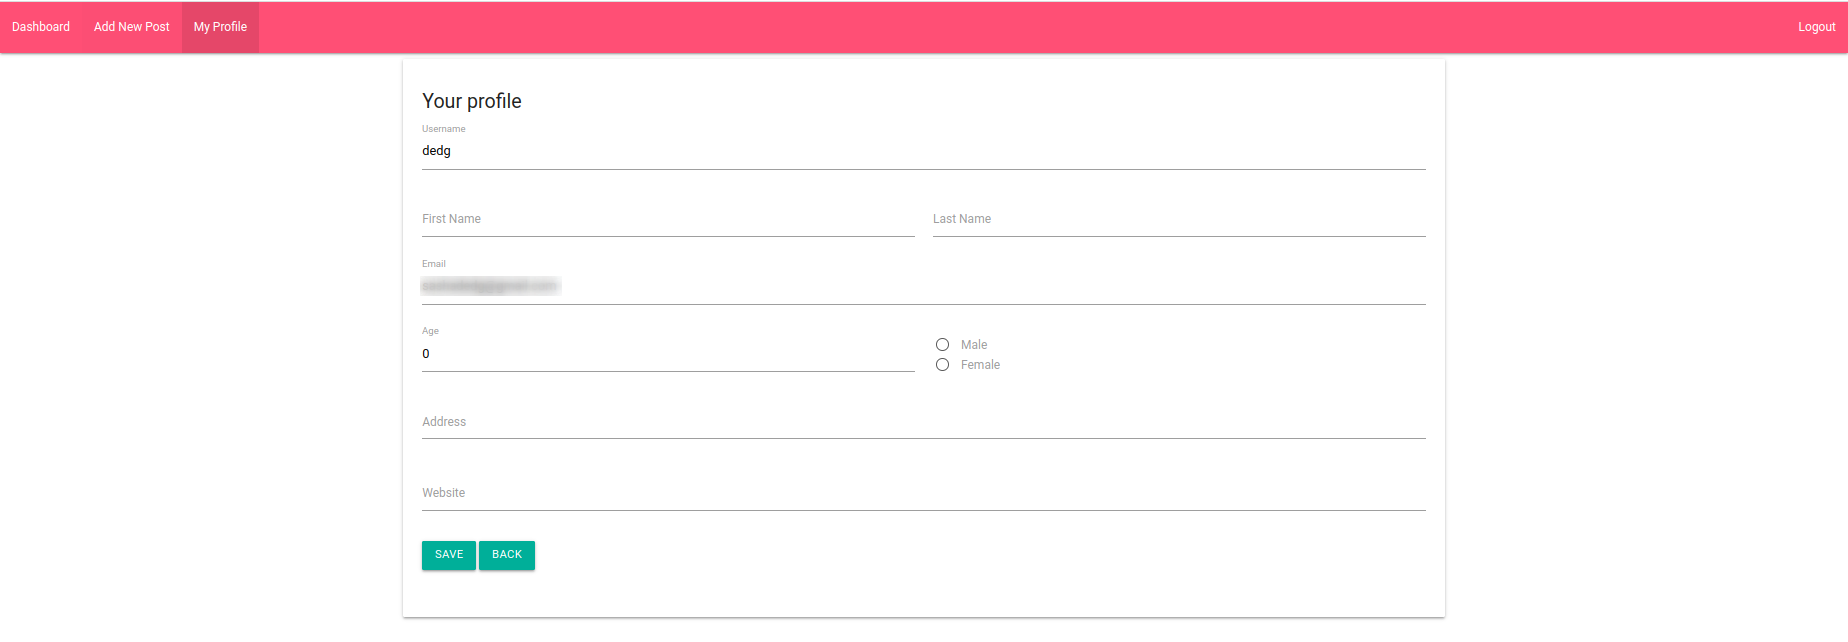 Dashboard Add New Post My Profile Logout
Your profile
Username
dedg
First Name Last Name
Email
Age
0
Male
Female
Address
Website
SAVE BACK